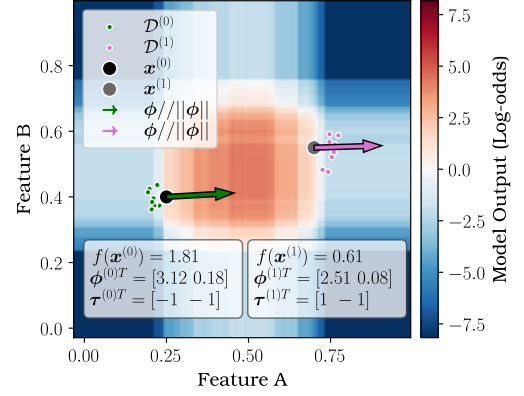 𝒟(0)
𝒟(1)
x(0)
x(1)
ϕ//||ϕ||
ϕ//||ϕ||
f(x(0)) = 1.81
ϕ(0)T = [3.12 0.18]
τ(0)T = [−1 −1]
f(x(1)) = 0.61
ϕ(1)T = [2.51 0.08]
τ(1)T = [1 −1]
0.8
0.6
0.4
0.2
0.0
Feature B
0.00 0.25 0.50 0.75
Feature A
7.5
5.0
2.5
0.0
−2.5
−5.0
−7.5
Model Output (Log-odds)